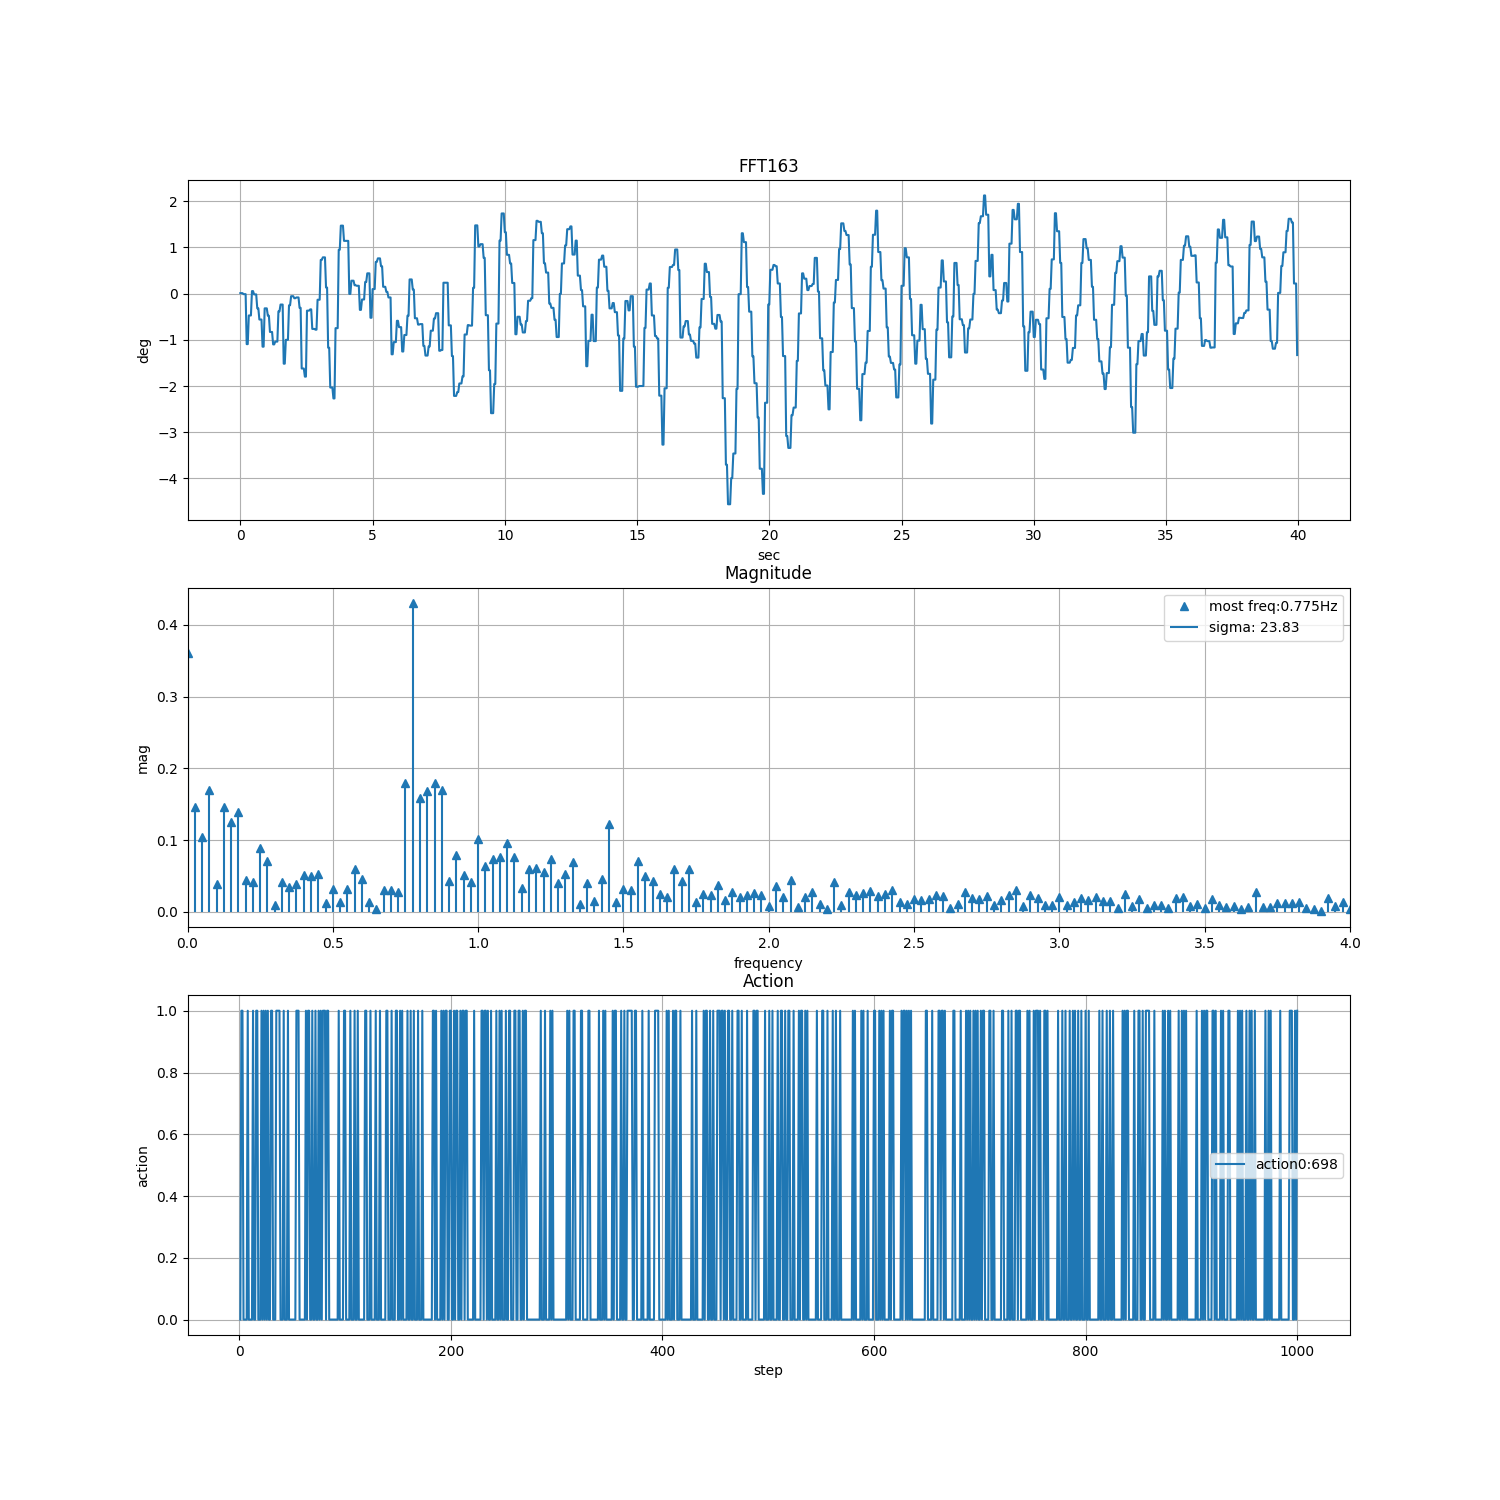 FFT163
2
1
0
−1
−2
−3
−4
deg
0 5 10 15 20 25 30 35 40
sec
Magnitude
most freq:0.775Hz
sigma: 23.83
0.4
0.3
0.2
0.1
0.0
mag
0.0 0.5 1.0 1.5 2.0 2.5 3.0 3.5 4.0
frequency
Action
1.0
0.8
0.6
0.4
0.2
0.0
action
action0:698
0 200 400 600 800 1000
step